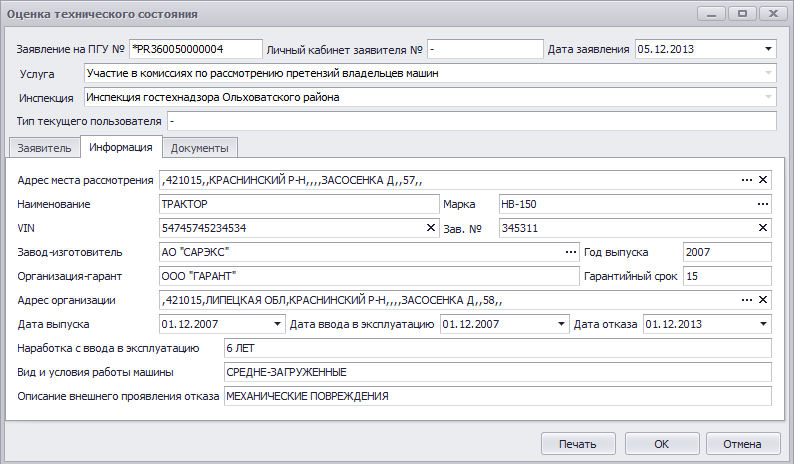 Оценка технического состояния
Заявление на ПГУ № *PR360050000004 Личный кабинет заявителя № - Дата заявления 05.12.2013
Услуга Участие в комиссиях по рассмотрению претензий владельцев машин
Инспекция Инспекция гостехнадзора Ольховатского района
Тип текущего пользователя -
Заявитель Информация Документы
Адрес места рассмотрения ,421015,,КРАСНИНСКИЙ Р-Н,,,,ЗАСОСЕНКА Д,,57,,
Наименование ТРАКТОР Марка НВ-150
VIN 54745745234534 Зав. № 345311
Завод-изготовитель АО "САРЭКС" Год выпуска 2007
Организация-гарант ООО "ГАРАНТ" Гарантийный срок 15
Адрес организации ,421015,ЛИПЕЦКАЯ ОБЛ,КРАСНИНСКИЙ Р-Н,,,,ЗАСОСЕНКА Д,,58,,
Дата выпуска 01.12.2007 Дата ввода в эксплуатацию 01.12.2007 Дата отказа 01.12.2013
Наработка с ввода в эксплуатацию 6 ЛЕТ
Вид и условия работы машины СРЕДНЕ-ЗАГРУЖЕННЫЕ
Описание внешнего проявления отказа МЕХАНИЧЕСКИЕ ПОВРЕЖДЕНИЯ
Печать OK Отмена